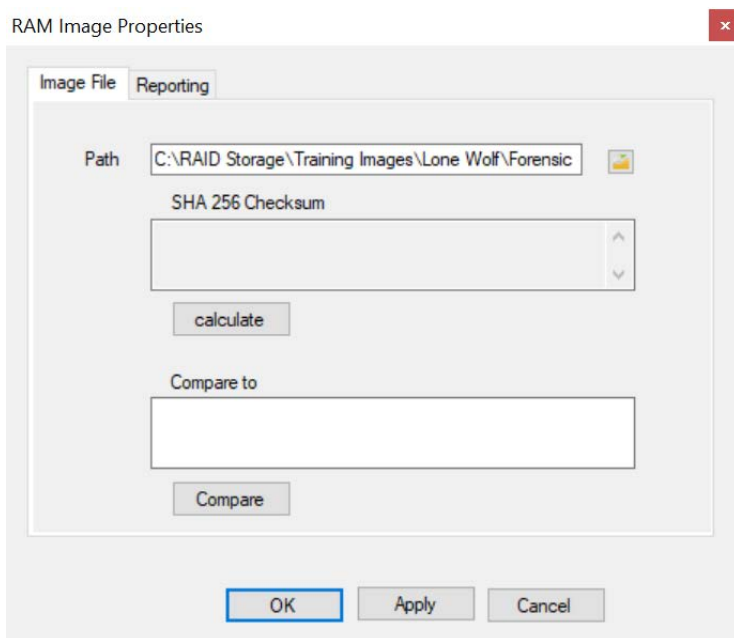 RAM Image Properties
Image File
Reporting
Path
C:\RAID Storage\Training Images\Lone Wolf\Forensic
SHA 256 Checksum
calculate
Compare to
Compare
OK
Apply
Cancel